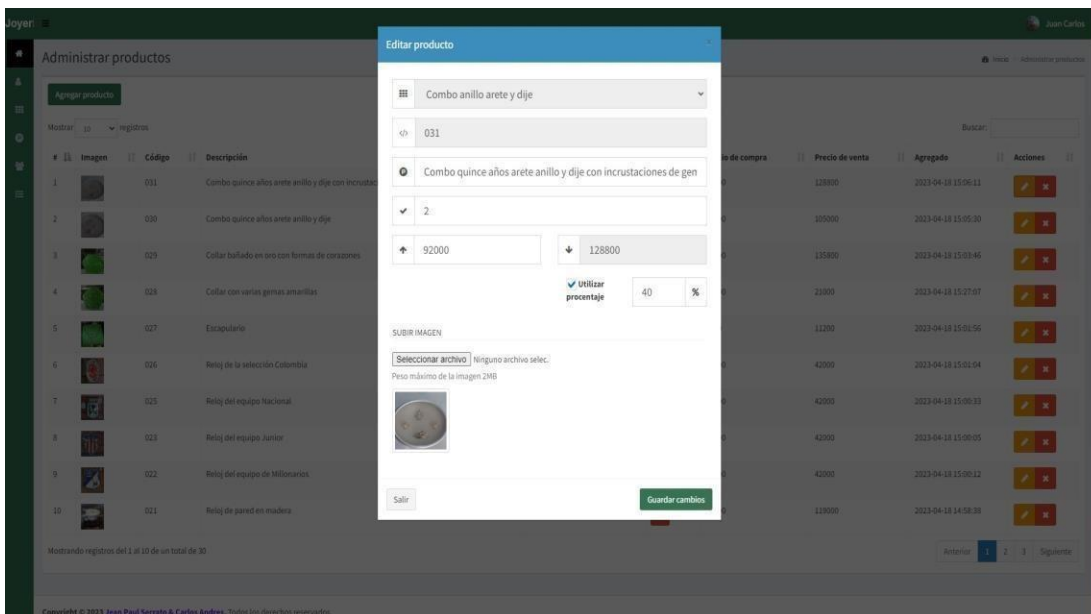 Joyer
Juan Carlos
Administrar productos
Inicio Administrar productos
Agregar producto
Mostrar 10 registros
Buscar:
# Imagen Código Descripción io de compra Precio de venta Agregado Acciones
1 031 Combo quince años arete anillo y dije con incrustac 0 128800 2023-04-18 15:06:11
2 030 Combo quince años arete anillo y dije 0 105000 2023-04-18 15:05:30
3 029 Collar bañado en oro con formas de corazones 0 135800 2023-04-18 15:03:46
4 028 Collar con varias gemas amarillas 0 21000 2023-04-18 15:27:07
5 027 Escapulario 0 11200 2023-04-18 15:01:56
6 026 Reloj de la selección Colombia 0 42000 2023-04-18 15:01:04
7 025 Reloj del equipo Nacional 0 42000 2023-04-18 15:00:33
8 023 Reloj del equipo Junior 0 42000 2023-04-18 15:00:05
9 022 Reloj del equipo de Millonarios 0 42000 2023-04-18 15:00:12
10 021 Reloj de pared en madera 0 119000 2023-04-18 14:58:38
Mostrando registros del 1 al 10 de un total de 30
Anterior 1 2 3 Siguiente
Copyright © 2023 Jean Paul Serrato & Carlos Andres. Todos los derechos reservados.
Editar producto
x
Combo anillo arete y dije
</> 031
Combo quince años arete anillo y dije con incrustaciones de gen
2
92000
128800
Utilizar
procentaje
40 %
SUBIR IMAGEN
Seleccionar archivo Ninguno archivo selec.
Peso máximo de la imagen 2MB
Salir
Guardar cambios